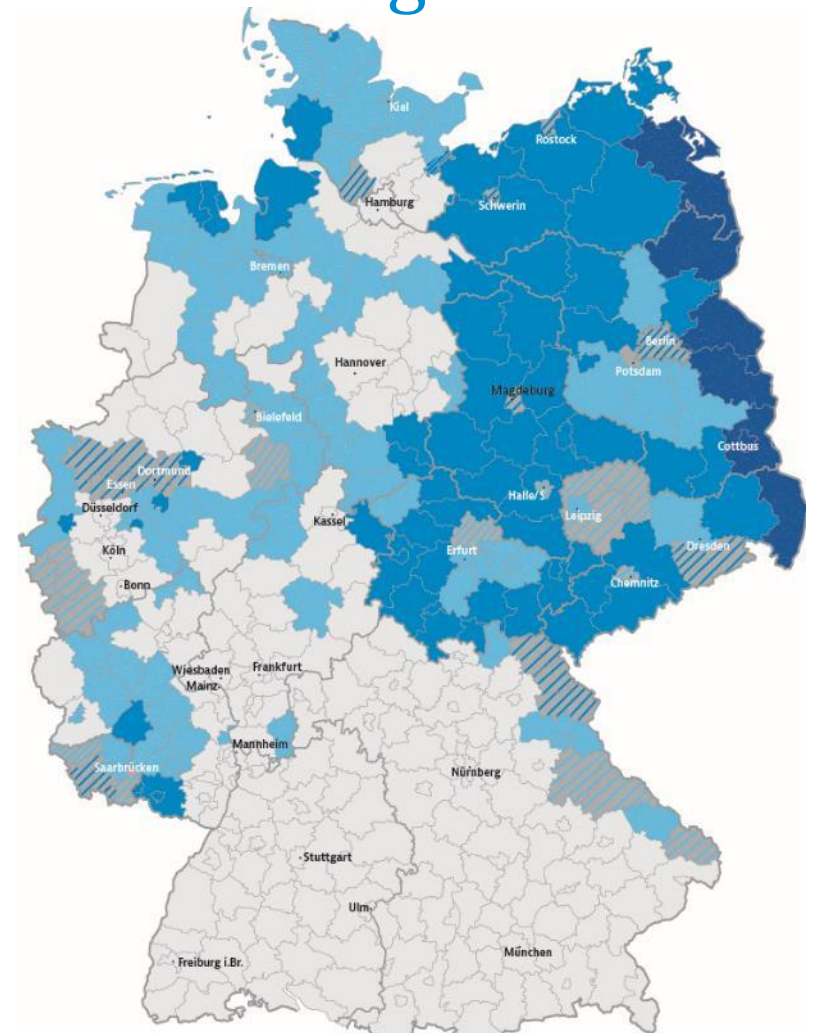 g
Kiel
Rostock
Schwerin
Hamburg
Bremen
Berlin
Hannover
Potsdam
Magdeburg
Bielefeld
Cottbus
Dortmund
Essen
Halle/S
Düsseldorf
Leipzig
Kassel
Dresden
Köln
Erfurt
Chemnitz
Bonn
Wiesbaden
Frankfurt
Mainz
Mannheim
Saarbrücken
Nürnberg
Stuttgart
Ulm
München
Freiburg i.Br.